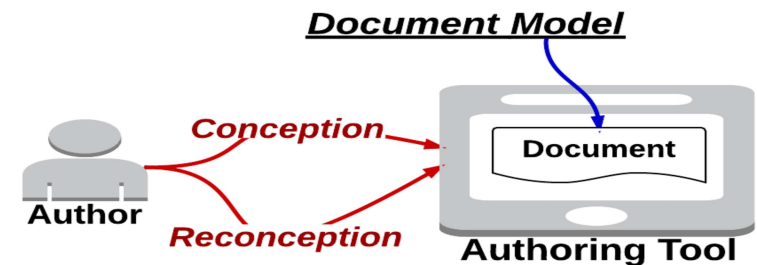 Document Model
Conception
Document
Author
Reconception
Authoring Tool